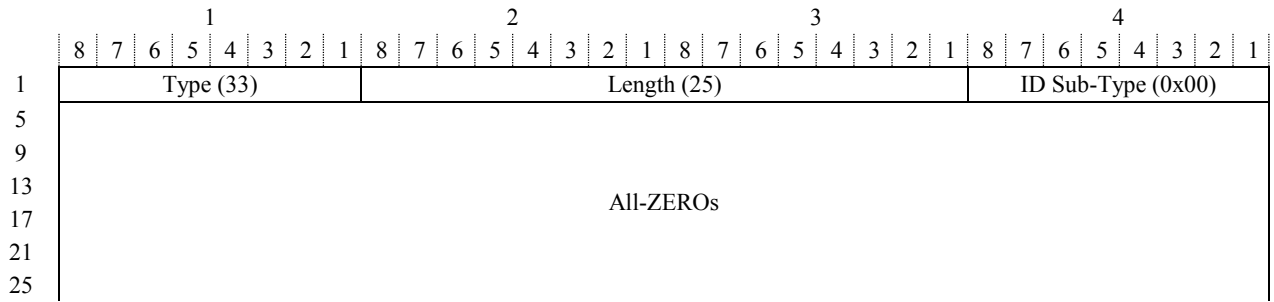 1 2 3 4
8 7 6 5 4 3 2 1 8 7 6 5 4 3 2 1 8 7 6 5 4 3 2 1 8 7 6 5 4 3 2 1
1 Type (33) Length (25) ID Sub-Type (0x00)
5
9
13
All-ZEROs
17
21
25